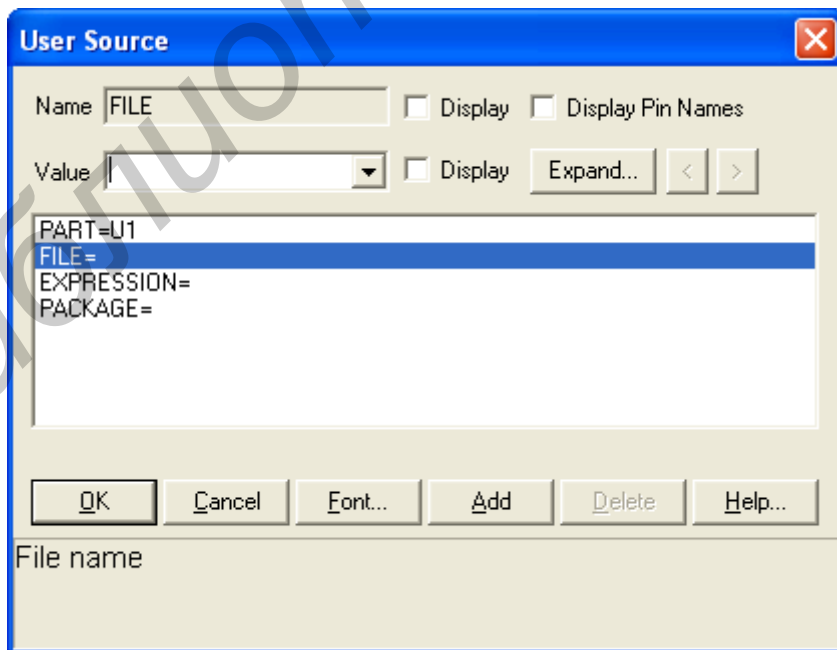 User Source
Name FILE Display Display Pin Names
Value Display Expand... < >
PART=U1
FILE=
EXPRESSION=
PACKAGE=
OK Cancel Font... Add Delete Help...
File name